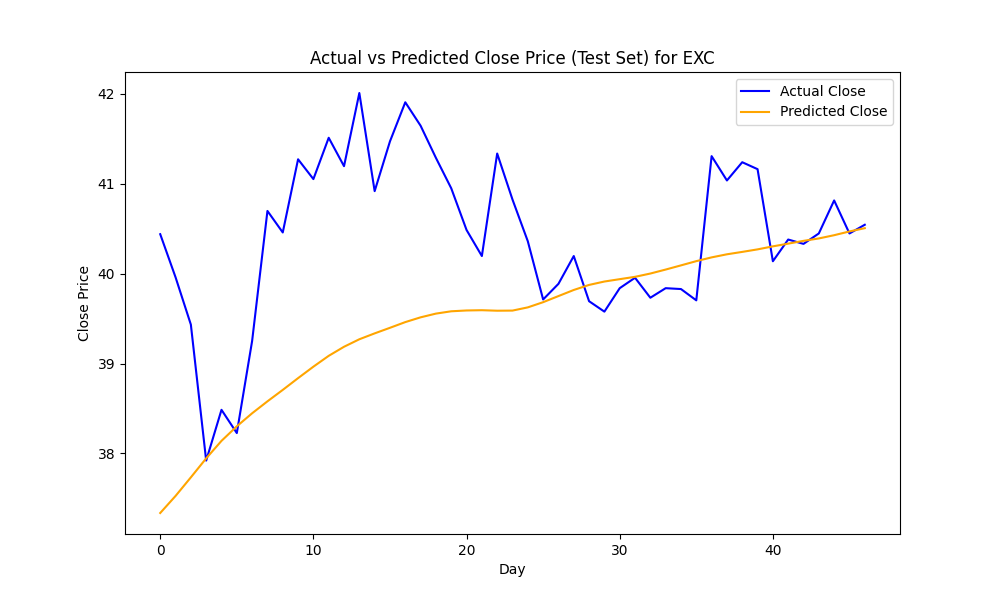 Actual vs Predicted Close Price (Test Set) for EXC
Actual Close
Predicted Close
42
41
40
39
38
Close Price
0 10 20 30 40
Day